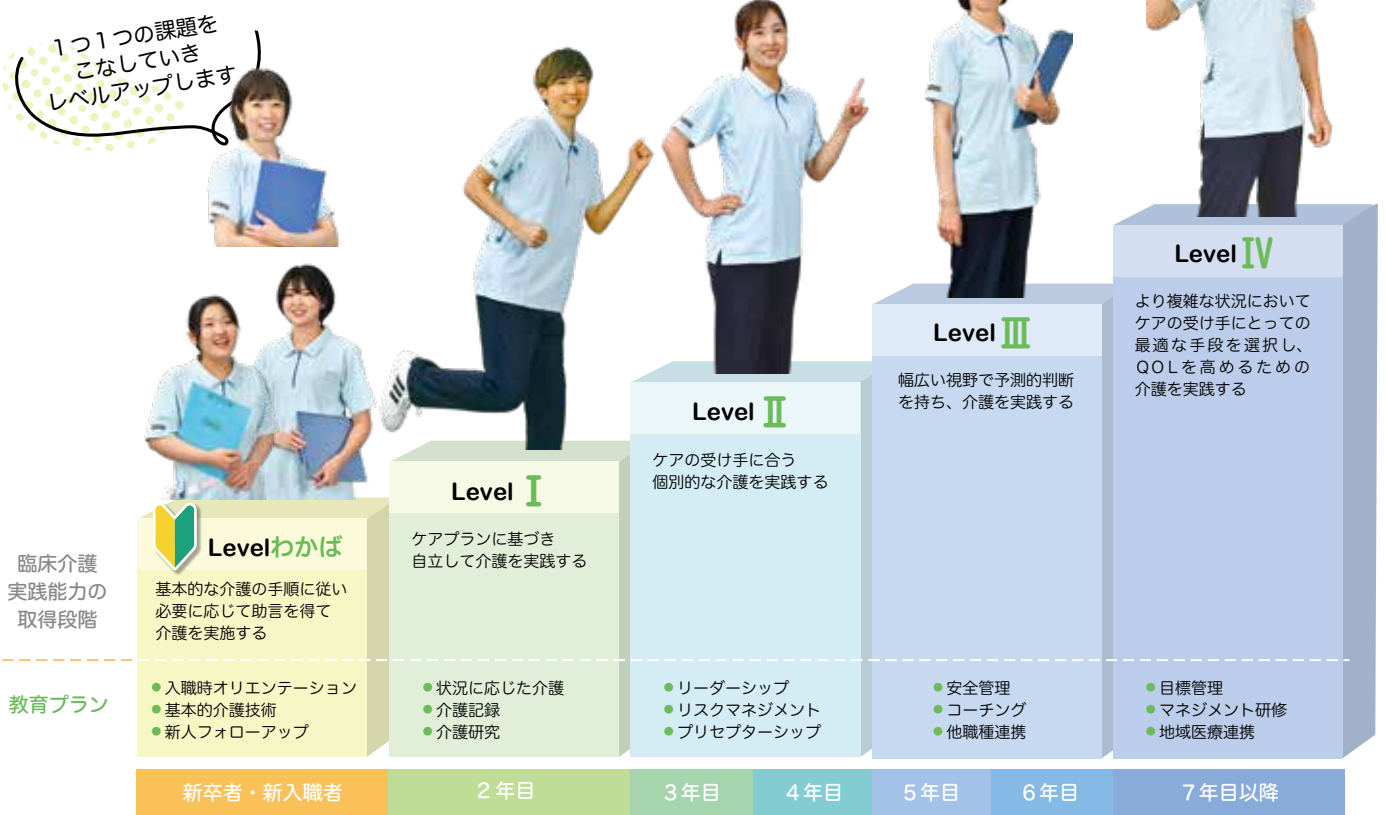 1つ1つの課題を
こなしていき
レベルアップします
Levelわかば
基本的な介護の手順に従い
必要に応じて助言を得て
介護を実施する
Level Ⅰ
ケアプランに基づき
自立して介護を実践する
Level Ⅱ
ケアの受け手に合う
個別的な介護を実践する
Level Ⅲ
幅広い視野で予測的判断
を持ち、介護を実践する
Level Ⅳ
より複雑な状況において
ケアの受け手にとっての
最適な手段を選択し、
QOLを高めるための
介護を実践する
臨床介護
実践能力の
取得段階
教育プラン
●入職時オリエンテーション
●基本的介護技術
●新人フォローアップ
●状況に応じた介護
●介護記録
●介護研究
●リーダーシップ
●リスクマネジメント
●プリセプターシップ
●安全管理
●コーチング
●他職種連携
●目標管理
●マネジメント研修
●地域医療連携
新卒者・新入職者
2年目
3年目
4年目
5年目
6年目
7年目以降